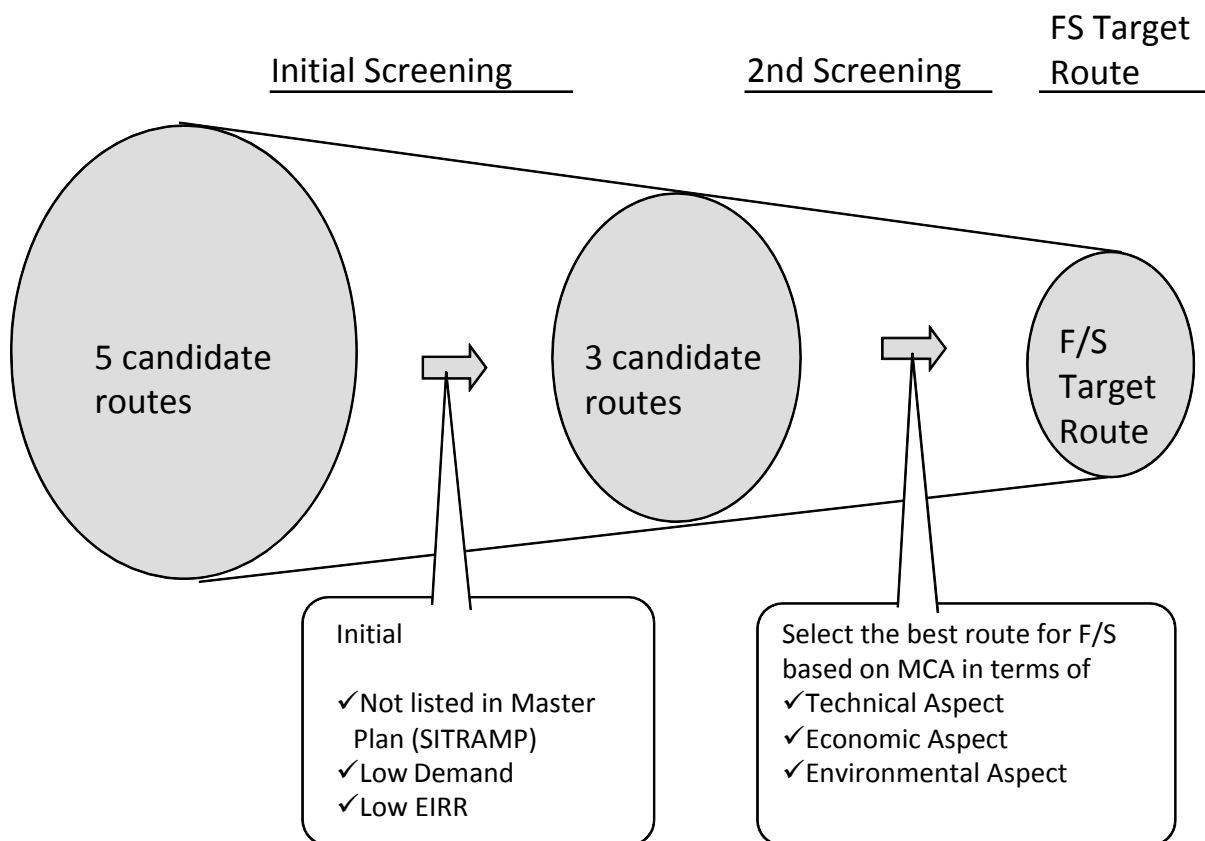 Initial Screening
2nd Screening
FS Target
Route
5 candidate
routes
3 candidate
routes
F/S
Target
Route
Initial
✓Not listed in Master
Plan (SITRAMP)
✓Low Demand
✓Low EIRR
Select the best route for F/S
based on MCA in terms of
✓Technical Aspect
✓Economic Aspect
✓Environmental Aspect